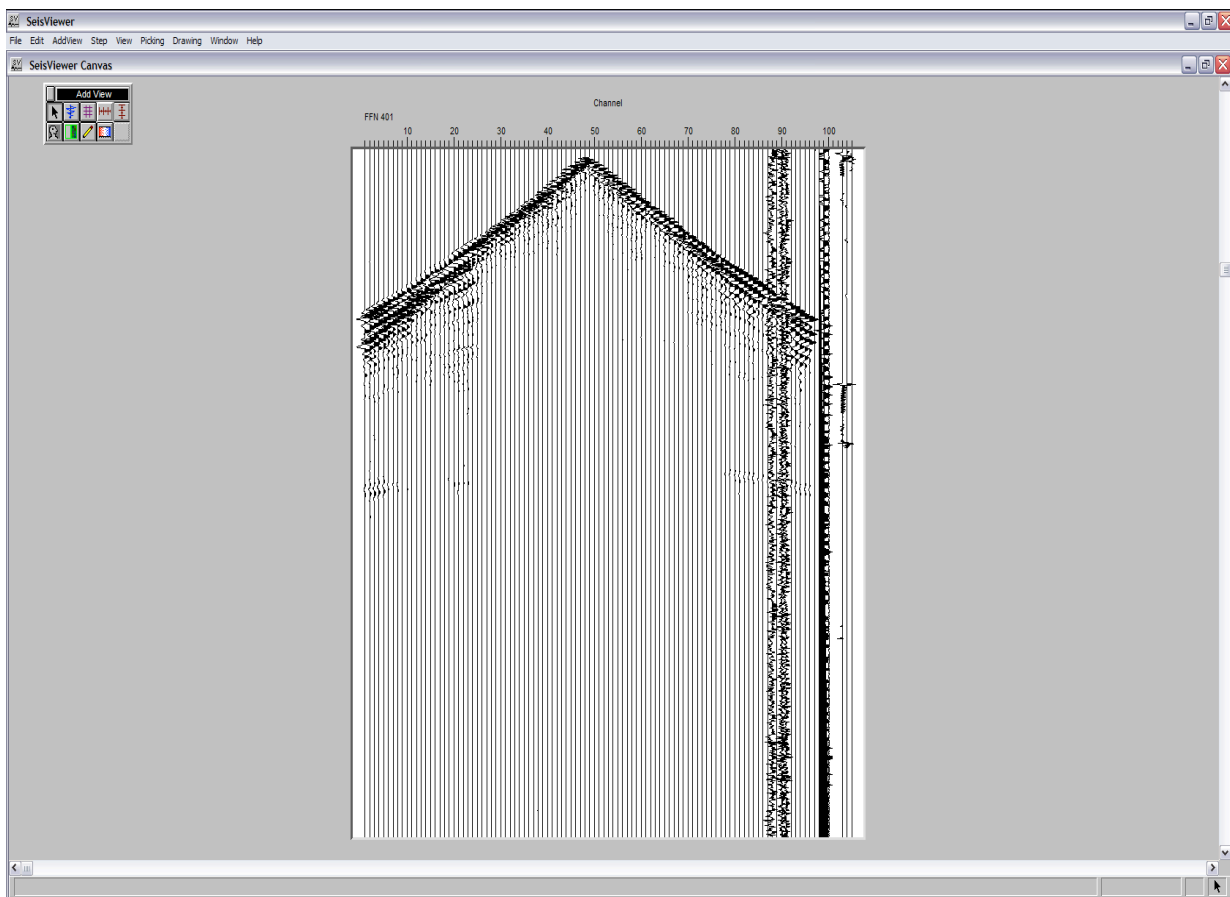 SeisViewer
File Edit AddView Step View Picking Drawing Window Help
SeisViewer Canvas
Add View
Channel
FFN 401
10 20 30 40 50 60 70 80 90 100